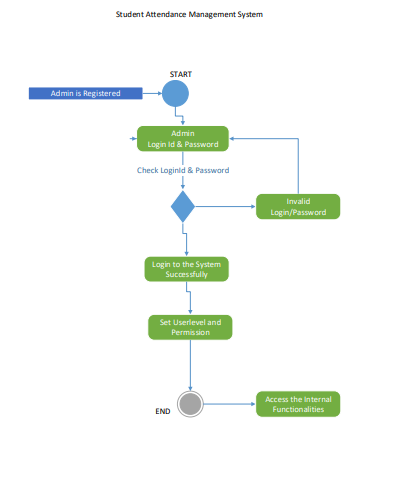 Student Attendance Management System
START
Admin is Registered
Admin
Login Id & Password
Check LoginId & Password
Invalid
Login/Password
Login to the System
Successfully
Set Userlevel and
Permission
END
Access the Internal
Functionalities